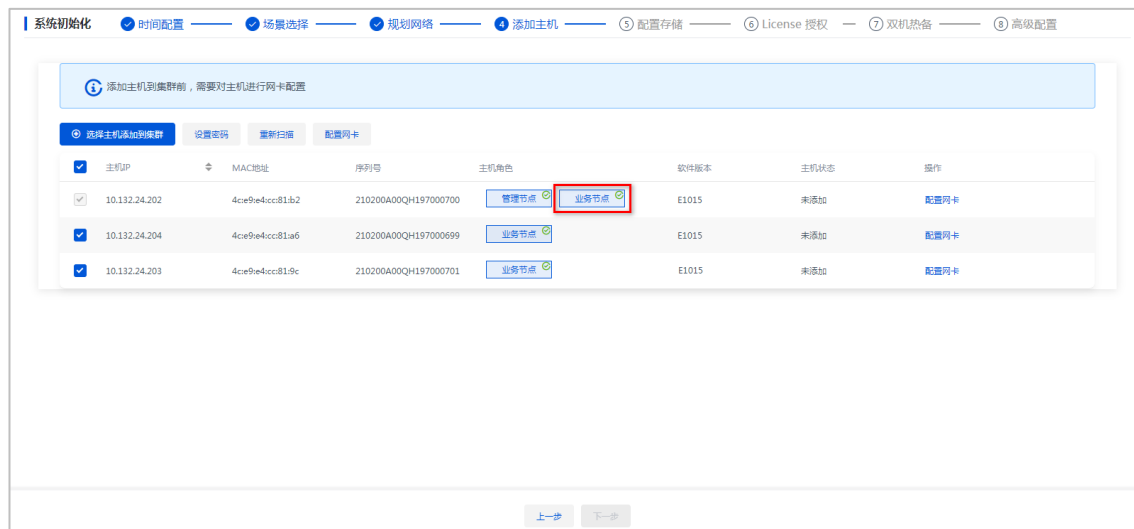 系统初始化 时间配置 场景选择 规划网络 4 添加主机 5 配置存储 6 License 授权 7 双机热备 8 高级配置
添加主机到集群前，需要对主机进行网卡配置
选择主机添加到集群 设置密码 重新扫描 配置网卡
主机IP MAC地址 序列号 主机角色 软件版本 主机状态 操作
10.132.24.202 4c:e9:e4:cc:81:b2 210200A00QH197000700 管理节点 业务节点 E1015 未添加 配置网卡
10.132.24.204 4c:e9:e4:cc:81:a6 210200A00QH197000699 业务节点 E1015 未添加 配置网卡
10.132.24.203 4c:e9:e4:cc:81:9c 210200A00QH197000701 业务节点 E1015 未添加 配置网卡
上一步 下一步